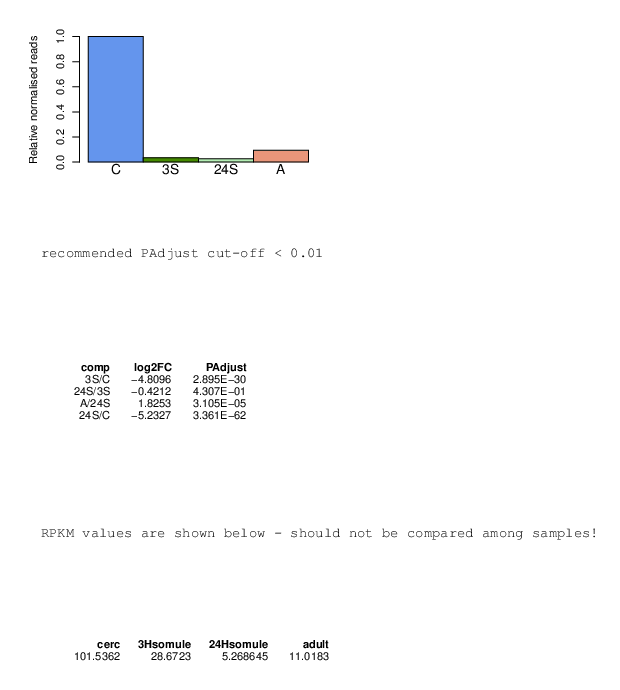 Relative normalised reads
1.0
0.8
0.6
0.4
0.2
0.0
C 3S 24S A
recommended PAdjust cut-off < 0.01
comp log2FC PAdjust
3S/C −4.8096 2.895E−30
24S/3S −0.4212 4.307E−01
A/24S 1.8253 3.105E−05
24S/C −5.2327 3.361E−62
RPKM values are shown below - should not be compared among samples!
cerc 3Hsomule 24Hsomule adult
101.5362 28.6723 5.268645 11.0183